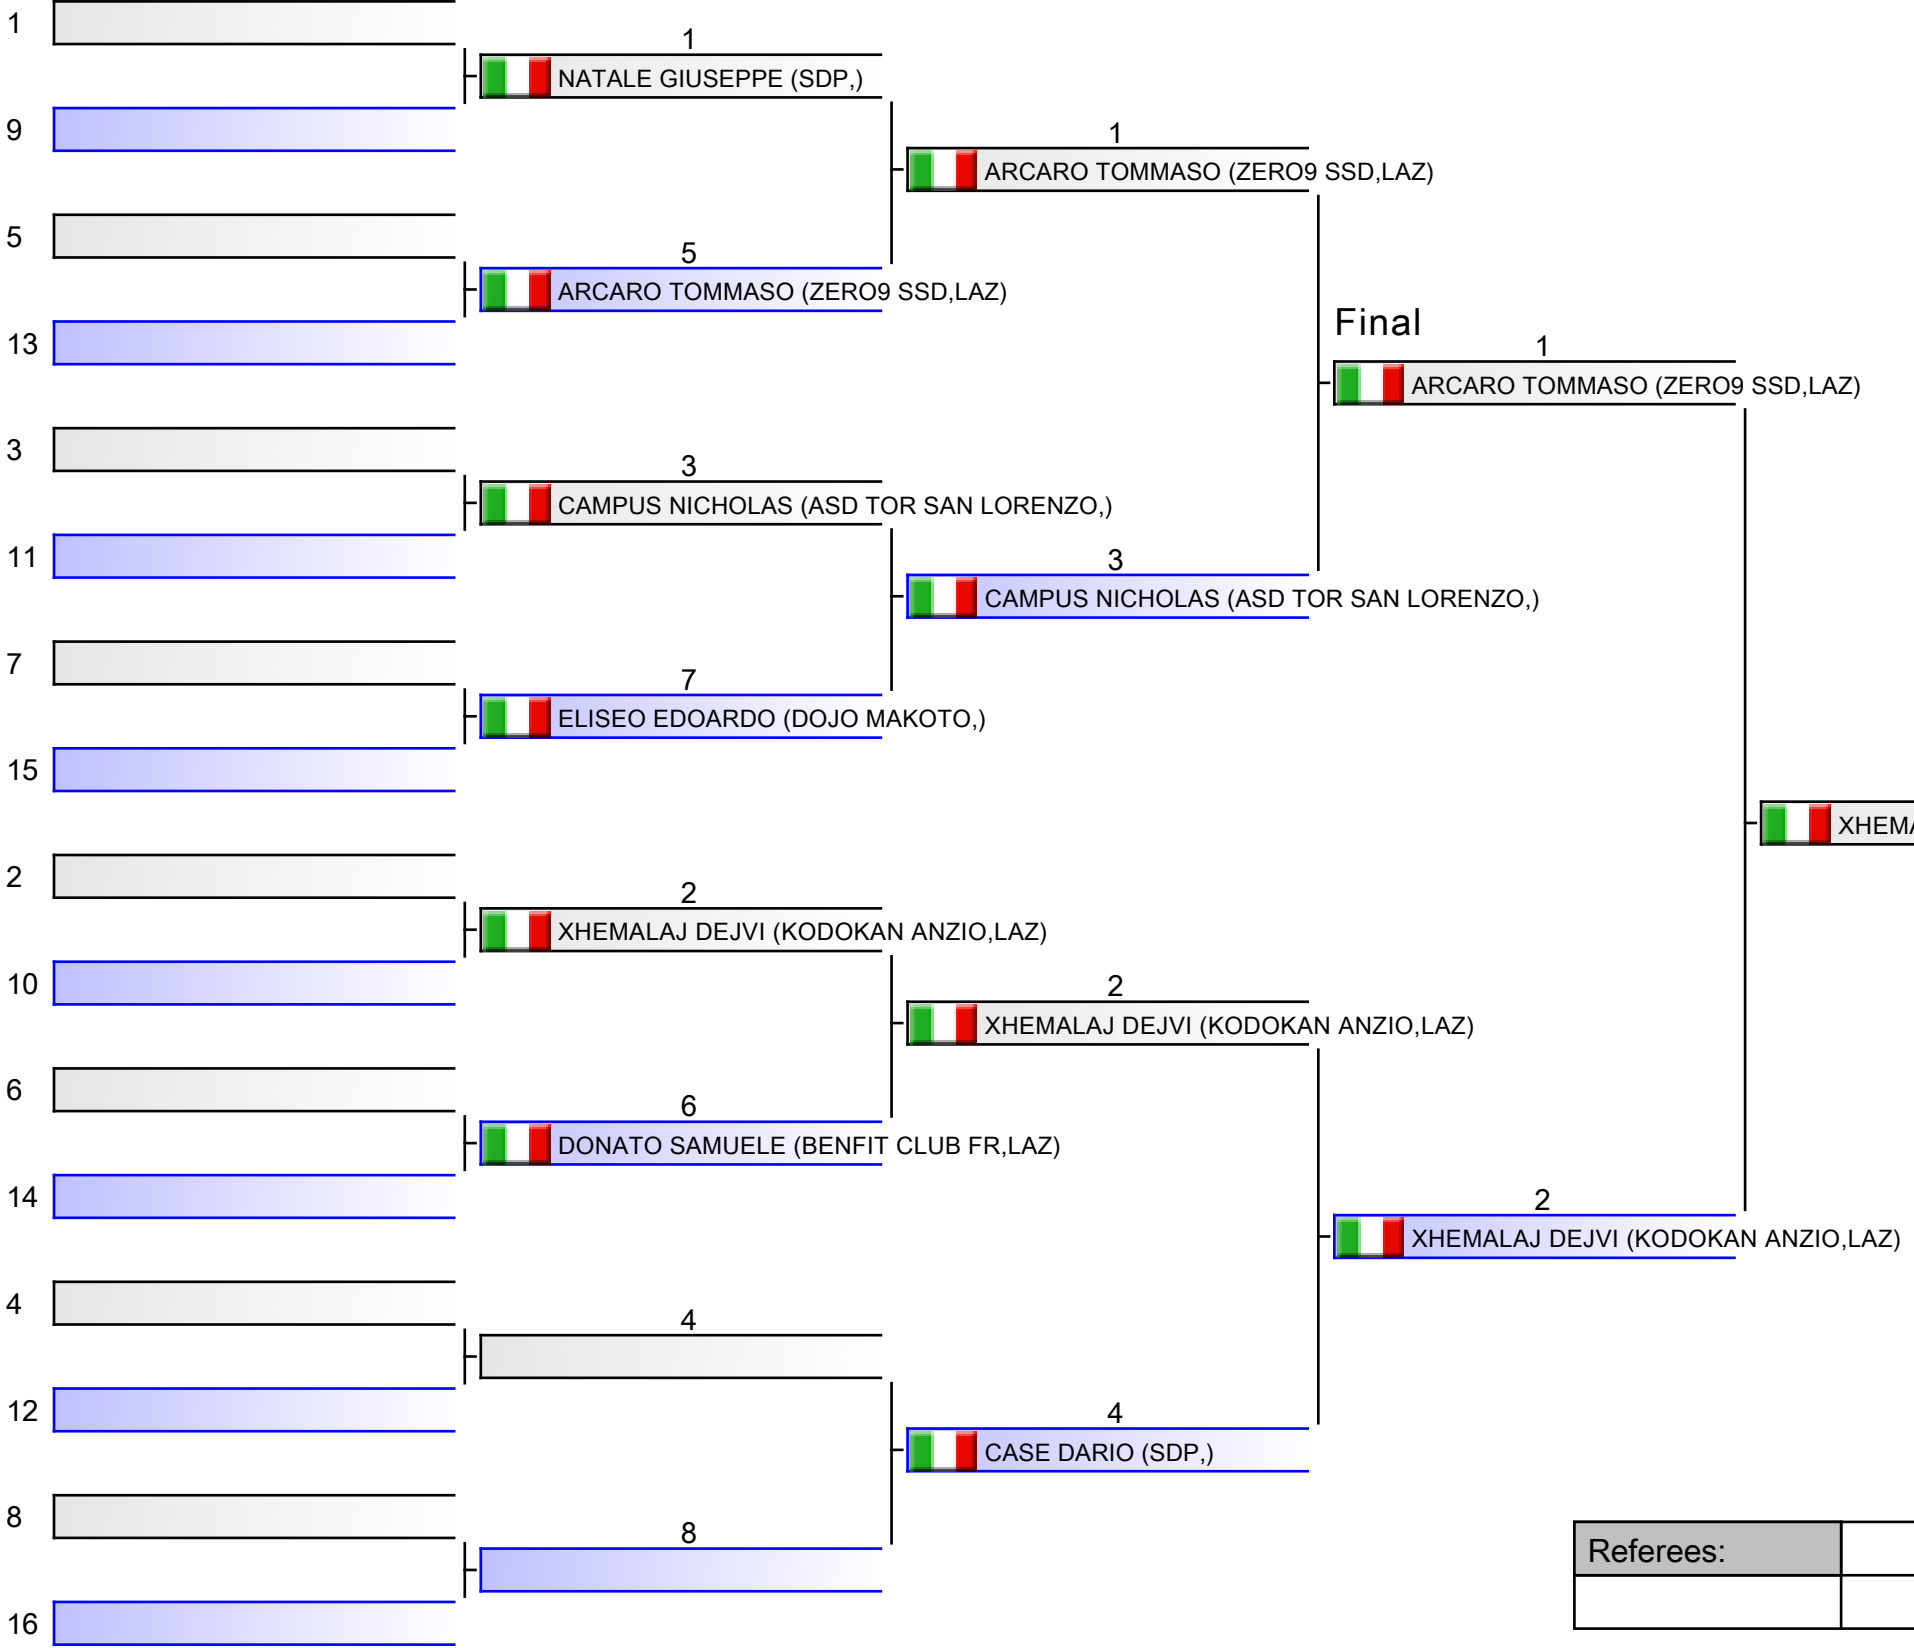 1
1
NATALE GIUSEPPE (SDP,)
9
1
ARCARO TOMMASO (ZERO9 SSD,LAZ)
5
5
ARCARO TOMMASO (ZERO9 SSD,LAZ)
13
Final
1
ARCARO TOMMASO (ZERO9 SSD,LAZ)
3
3
CAMPUS NICHOLAS (ASD TOR SAN LORENZO,)
11
3
CAMPUS NICHOLAS (ASD TOR SAN LORENZO,)
7
7
ELISEO EDOARDO (DOJO MAKOTO,)
15
XHEMA
2
2
XHEMALAJ DEJVI (KODOKAN ANZIO,LAZ)
10
2
XHEMALAJ DEJVI (KODOKAN ANZIO,LAZ)
6
6
DONATO SAMUELE (BENFIT CLUB FR,LAZ)
14
2
XHEMALAJ DEJVI (KODOKAN ANZIO,LAZ)
4
4
12
4
CASE DARIO (SDP,)
8
8
Referees:
16